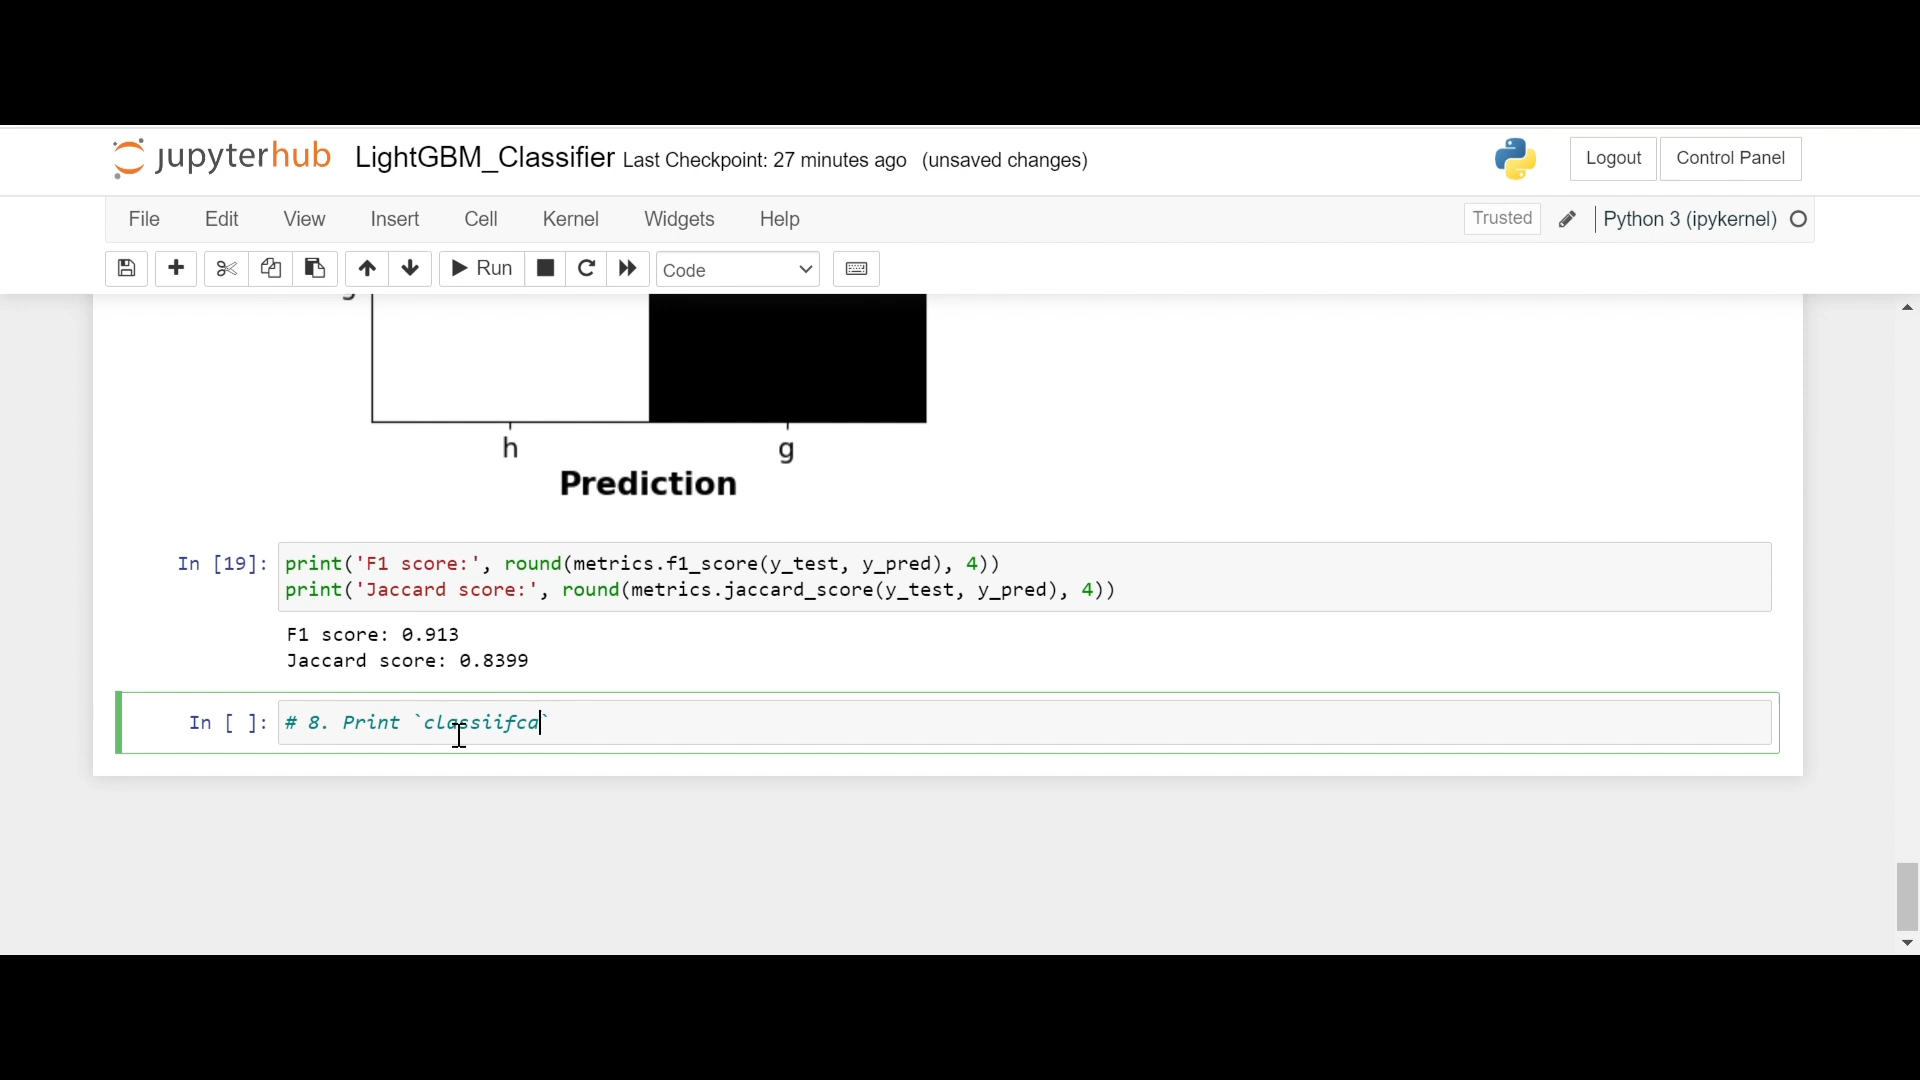 jupyterhub LightGBM_Classifier Last Checkpoint: 27 minutes ago (unsaved changes) Logout Control Panel
File Edit View Insert Cell Kernel Widgets Help Trusted Python 3 (ipykernel)
Run Code
g
h g
Prediction
In [19]: print('F1 score:', round(metrics.f1_score(y_test, y_pred), 4))
print('Jaccard score:', round(metrics.jaccard_score(y_test, y_pred), 4))
F1 score: 0.913
Jaccard score: 0.8399
In [ ]: # 8. Print `classiifca`